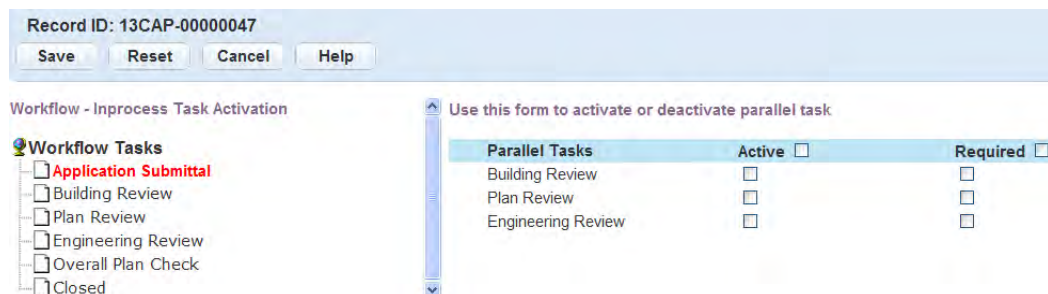 Record ID: 13CAP-00000047
Save Reset Cancel Help
Workflow - Inprocess Task Activation
Workflow Tasks
Application Submittal
Building Review
Plan Review
Engineering Review
Overall Plan Check
Closed
Use this form to activate or deactivate parallel task
Parallel Tasks Active Required
Building Review
Plan Review
Engineering Review